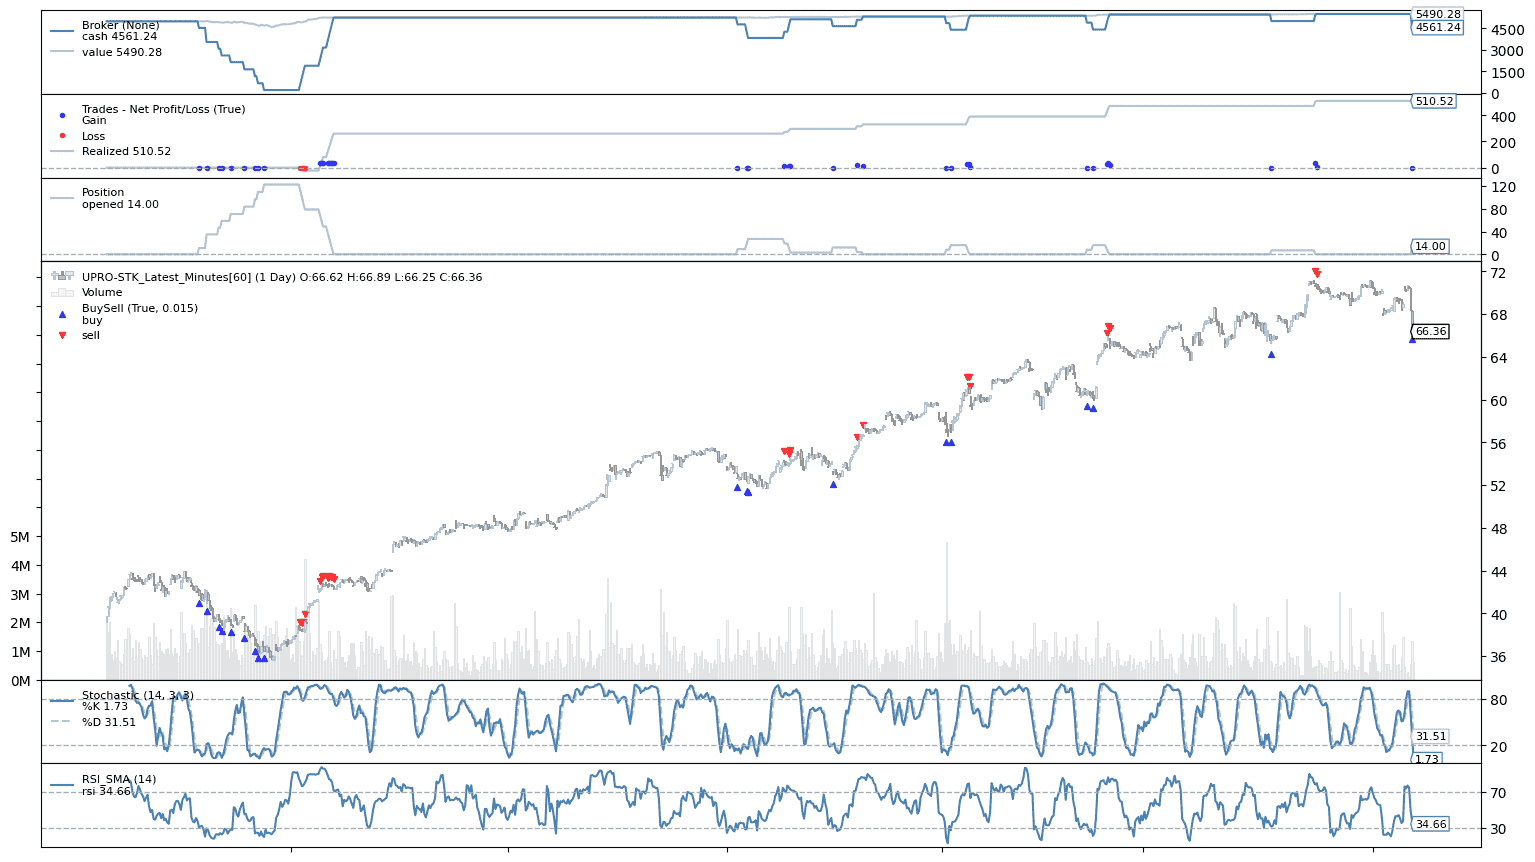 Broker (None)
cash 4561.24
value 5490.28
5490.28
4561.24
4500
3000
1500
0
Trades - Net Profit/Loss (True)
Gain
Loss
Realized 510.52
510.52
400
200
0
Position
opened 14.00
120
80
40
14.00
0
UPRO-STK_Latest_Minutes[60] (1 Day) O:66.62 H:66.89 L:66.25 C:66.36
Volume
BuySell (True, 0.015)
buy
sell
72
68
66.36
64
60
56
52
48
44
40
36
5M
4M
3M
2M
1M
0M
Stochastic (14, 3, 3)
%K 1.73
%D 31.51
80
31.51
20
1.73
RSI_SMA (14)
rsi 34.66
70
34.66
30